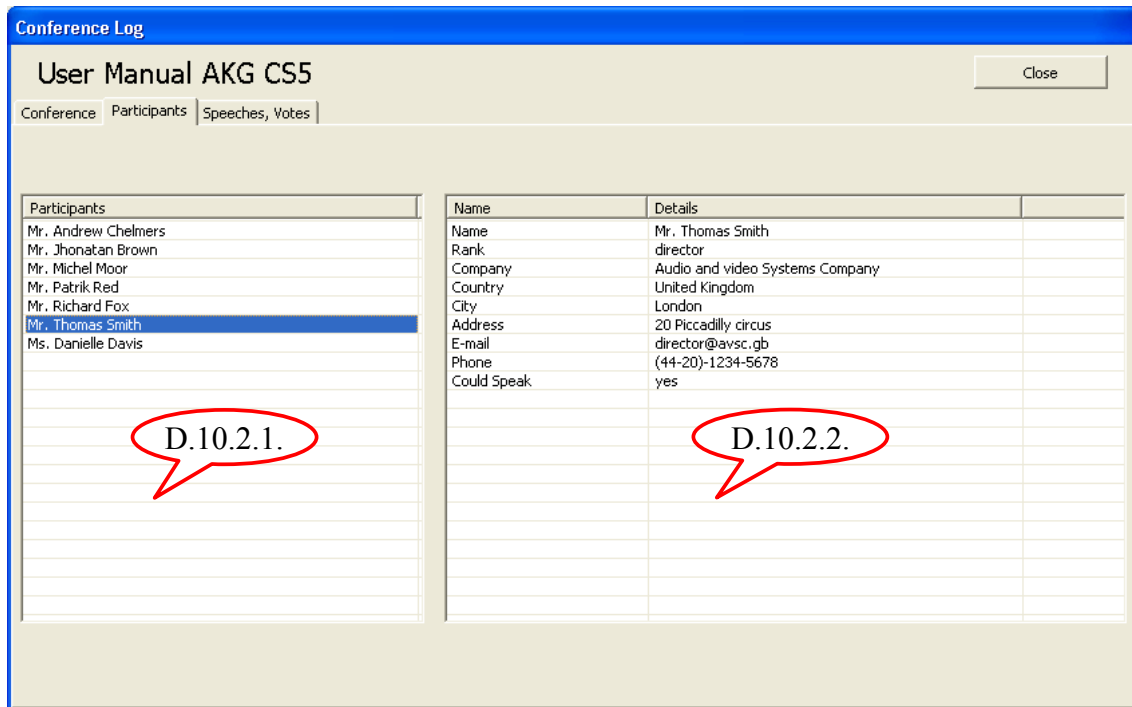 Conference Log
User Manual AKG CS5
Close
Conference Participants Speeches, Votes
Participants
Mr. Andrew Chelmers
Mr. Jhonatan Brown
Mr. Michel Moor
Mr. Patrik Red
Mr. Richard Fox
Mr. Thomas Smith
Ms. Danielle Davis
D.10.2.1.
Name Details
Name Mr. Thomas Smith
Rank director
Company Audio and video Systems Company
Country United Kingdom
City London
Address 20 Piccadilly circus
E-mail director@avsc.gb
Phone (44-20)-1234-5678
Could Speak yes
D.10.2.2.